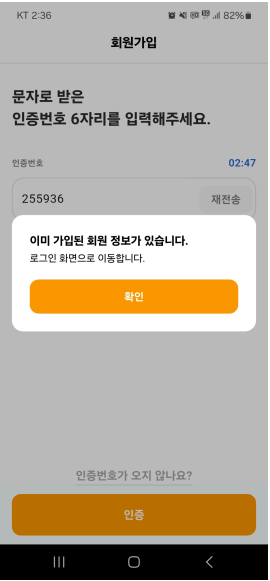 KT 2:36
82%
회원가입
문자로 받은
인증번호 6자리를 입력해주세요.
인증번호
02:47
255936
재전송
이미 가입된 회원 정보가 있습니다.
로그인 화면으로 이동합니다.
확인
인증번호가 오지 않나요?
인증